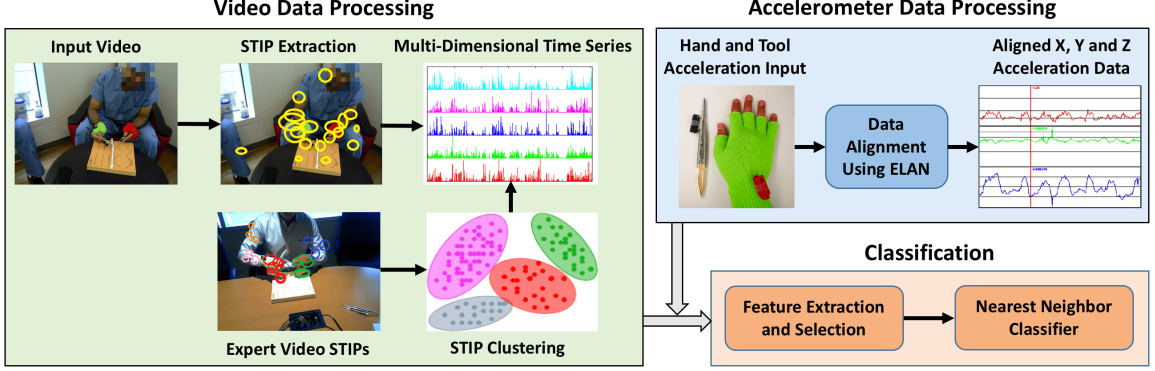 Video Data Processing
Input Video
STIP Extraction
Multi-Dimensional Time Series
Expert Video STIPs
STIP Clustering
Accelerometer Data Processing
Hand and Tool
Acceleration Input
Data
Alignment
Using ELAN
Aligned X, Y and Z
Acceleration Data
Classification
Feature Extraction
and Selection
Nearest Neighbor
Classifier